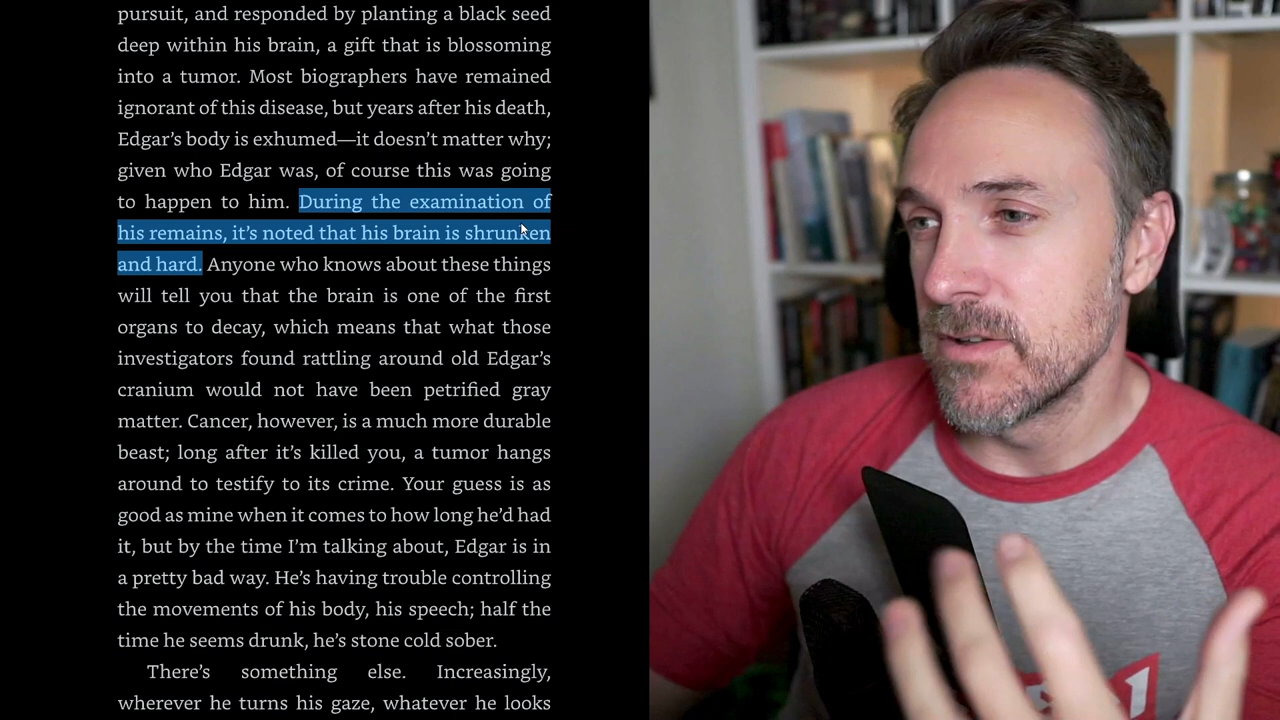 pursuit, and responded by planting a black seed
deep within his brain, a gift that is blossoming
into a tumor. Most biographers have remained
ignorant of this disease, but years after his death,
Edgar’s body is exhumed—it doesn’t matter why;
given who Edgar was, of course this was going
to happen to him. During the examination of
his remains, it’s noted that his brain is shrunken
and hard. Anyone who knows about these things
will tell you that the brain is one of the first
organs to decay, which means that what those
investigators found rattling around old Edgar’s
cranium would not have been petrified gray
matter. Cancer, however, is a much more durable
beast; long after it’s killed you, a tumor hangs
around to testify to its crime. Your guess is as
good as mine when it comes to how long he’d had
it, but by the time I’m talking about, Edgar is in
a pretty bad way. He’s having trouble controlling
the movements of his body, his speech; half the
time he seems drunk, he’s stone cold sober.
There’s something else. Increasingly,
wherever he turns his gaze, whatever he looks